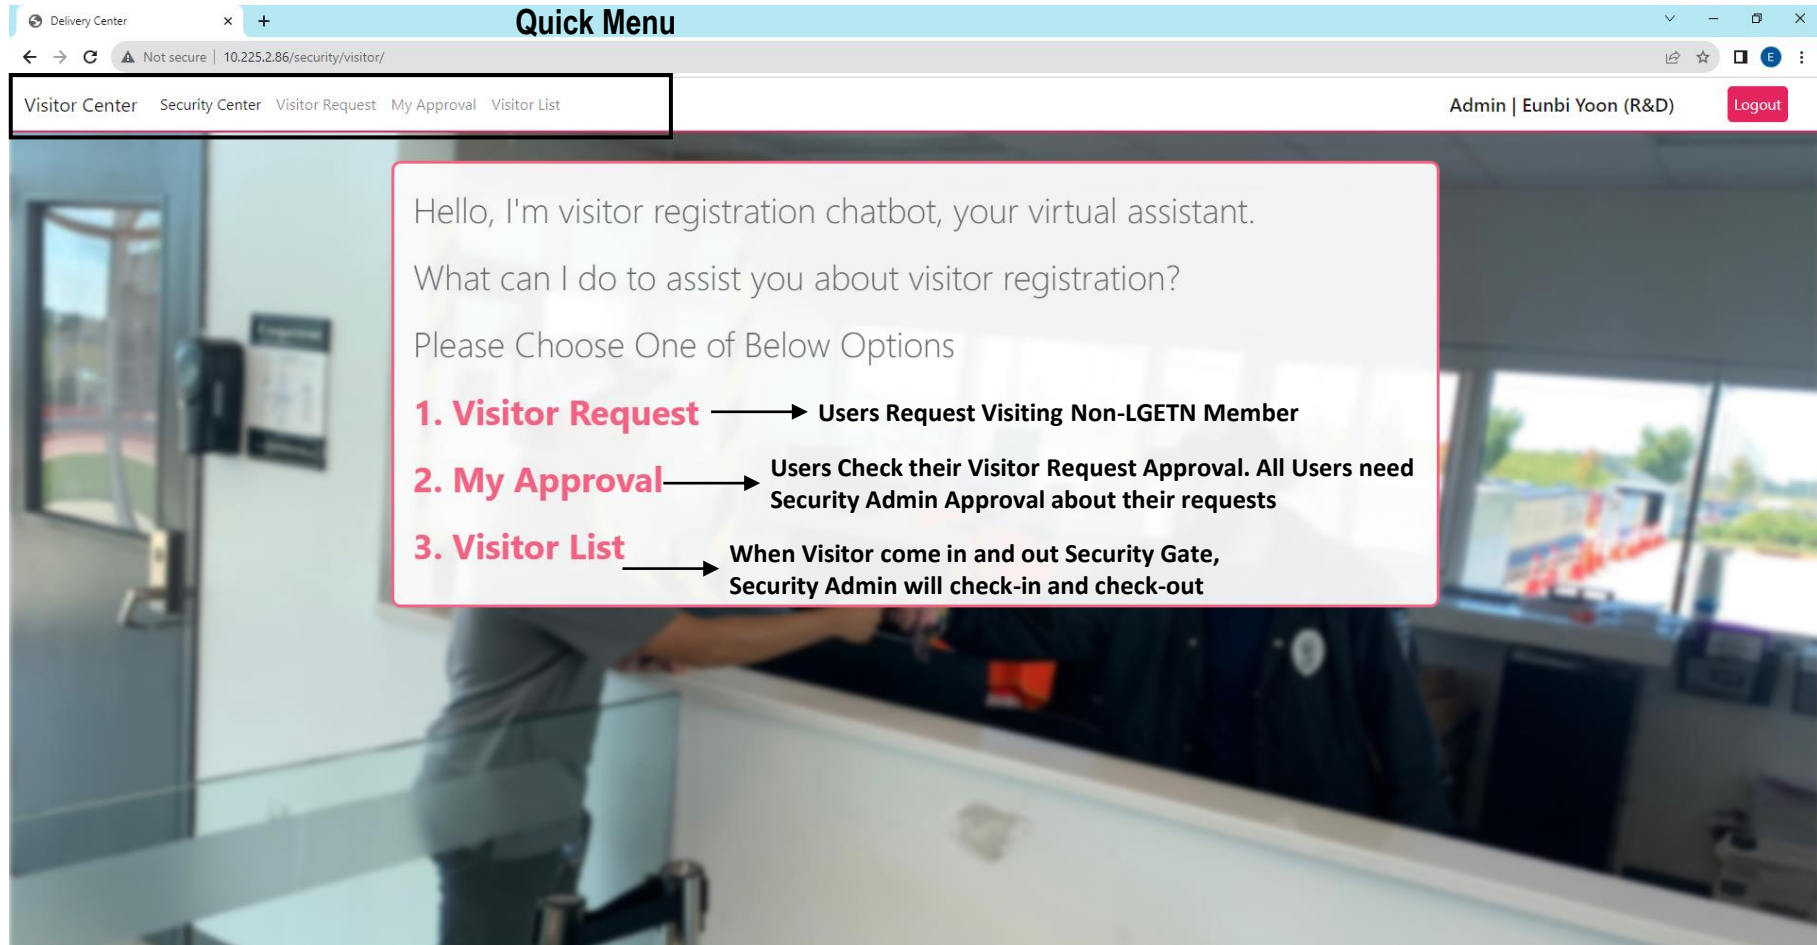 Delivery Center
Quick Menu
Not secure | 10.225.2.86/security/visitor/
E
Visitor Center Security Center Visitor Request My Approval Visitor List
Admin | Eunbi Yoon (R&D) Logout
Hello, I'm visitor registration chatbot, your virtual assistant.
What can I do to assist you about visitor registration?
Please Choose One of Below Options
1. Visitor Request
Users Request Visiting Non-LGETN Member
2. My Approval
Users Check their Visitor Request Approval. All Users need
Security Admin Approval about their requests
3. Visitor List
When Visitor come in and out Security Gate,
Security Admin will check-in and check-out